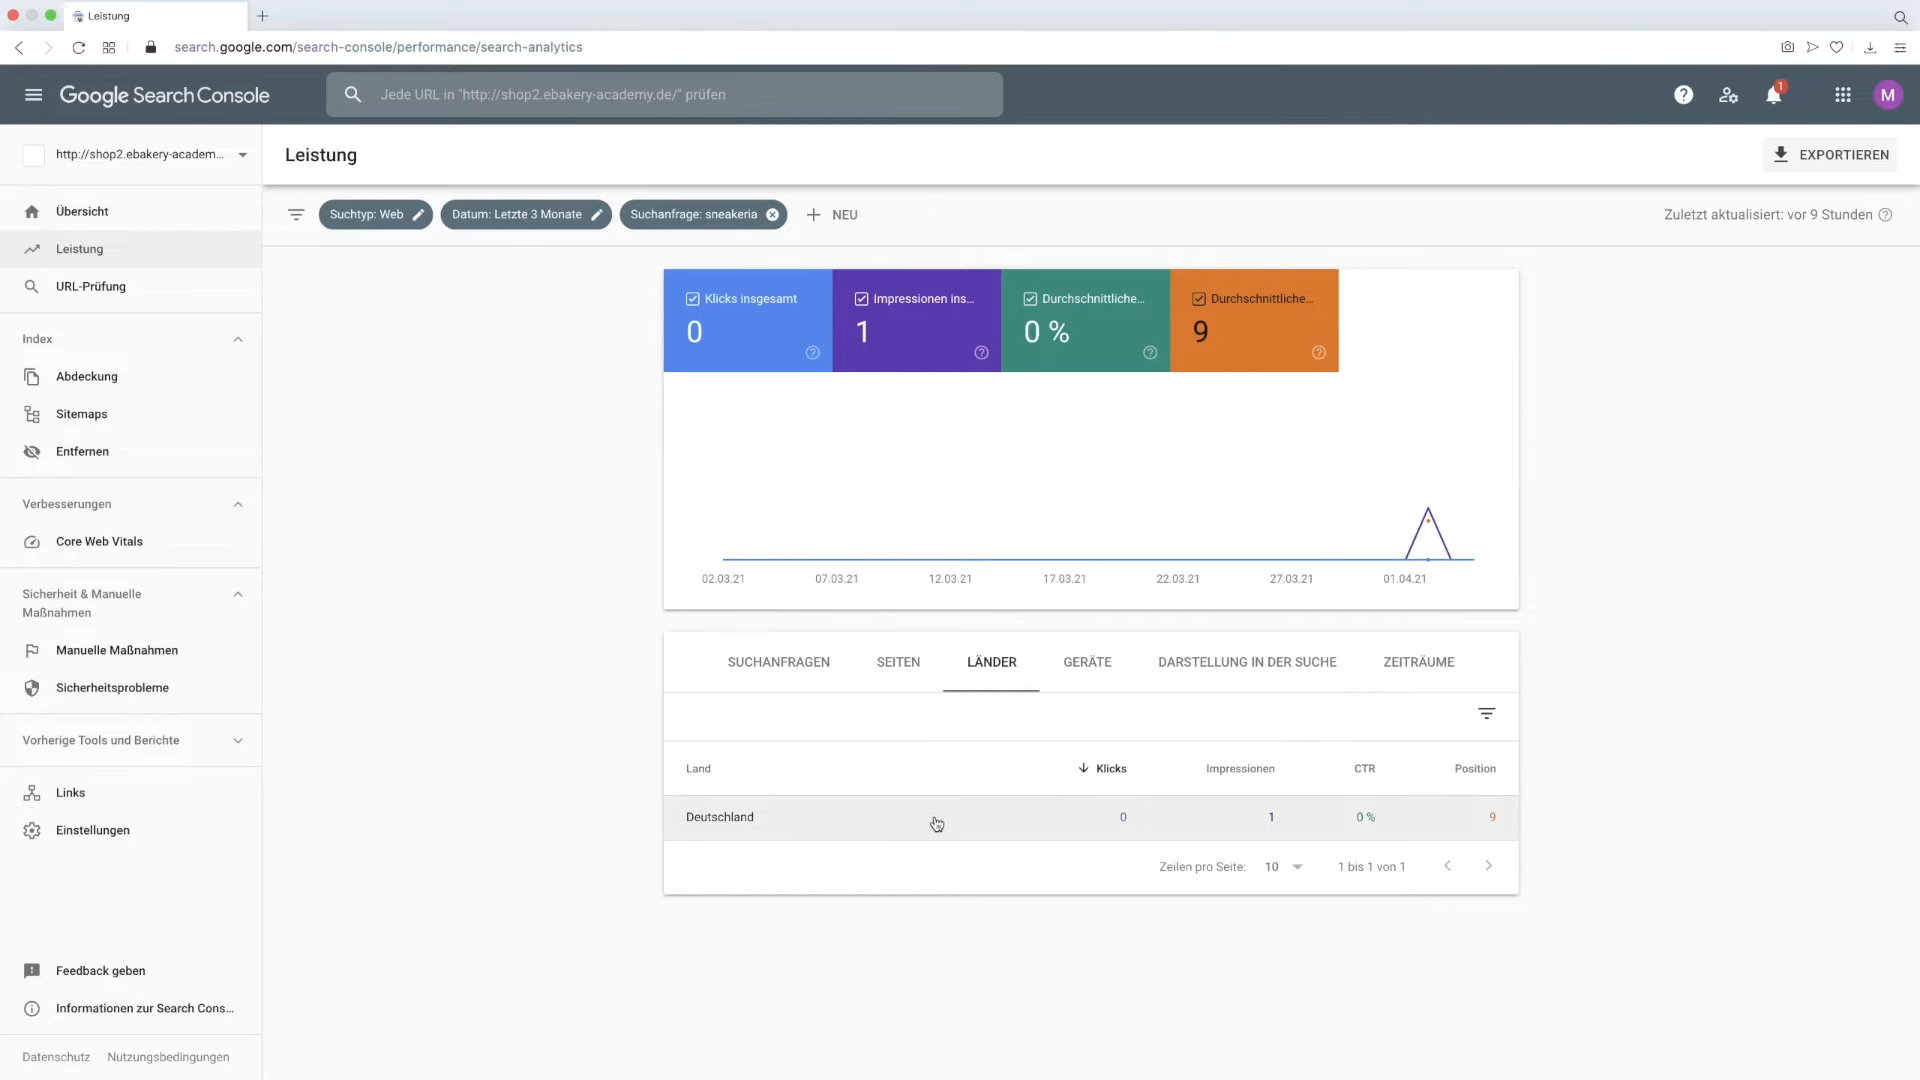 Leistung
search.google.com/search-console/performance/search-analytics
Google Search Console
Jede URL in "http://shop2.ebakery-academy.de/" prüfen
1
M
http://shop2.ebakery-academ...
Leistung
EXPORTIEREN
Übersicht
Leistung
URL-Prüfung
Index
Abdeckung
Sitemaps
Entfernen
Verbesserungen
Core Web Vitals
Sicherheit & Manuelle
Maßnahmen
Manuelle Maßnahmen
Sicherheitsprobleme
Vorherige Tools und Berichte
Links
Einstellungen
Feedback geben
Informationen zur Search Cons...
Datenschutz Nutzungsbedingungen
Suchtyp: Web Datum: Letzte 3 Monate Suchanfrage: sneakeria NEU Zuletzt aktualisiert: vor 9 Stunden
Klicks insgesamt Impressionen ins... Durchschnittliche... Durchschnittliche...
0 1 0 % 9
02.03.21 07.03.21 12.03.21 17.03.21 22.03.21 27.03.21 01.04.21
SUCHANFRAGEN SEITEN LÄNDER GERÄTE DARSTELLUNG IN DER SUCHE ZEITRÄUME
Land Klicks Impressionen CTR Position
Deutschland 0 1 0 % 9
Zeilen pro Seite: 10 1 bis 1 von 1